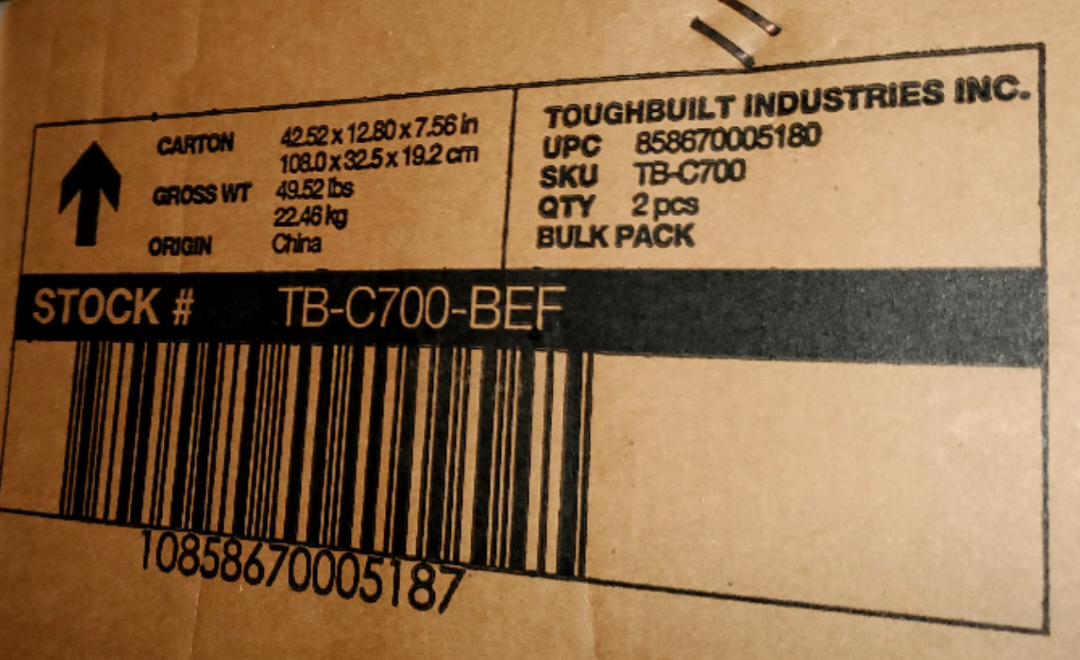 CARTON 42.52 x 12.80 x 7.56 in
108.0 x 32.5 x 19.2 cm
GROSS WT 49.52 lbs
22.46 kg
ORIGIN China
TOUGHBUILT INDUSTRIES INC.
UPC 858670005180
SKU TB-C700
QTY 2 pcs
BULK PACK
STOCK # TB-C700-BEF
10858670005187